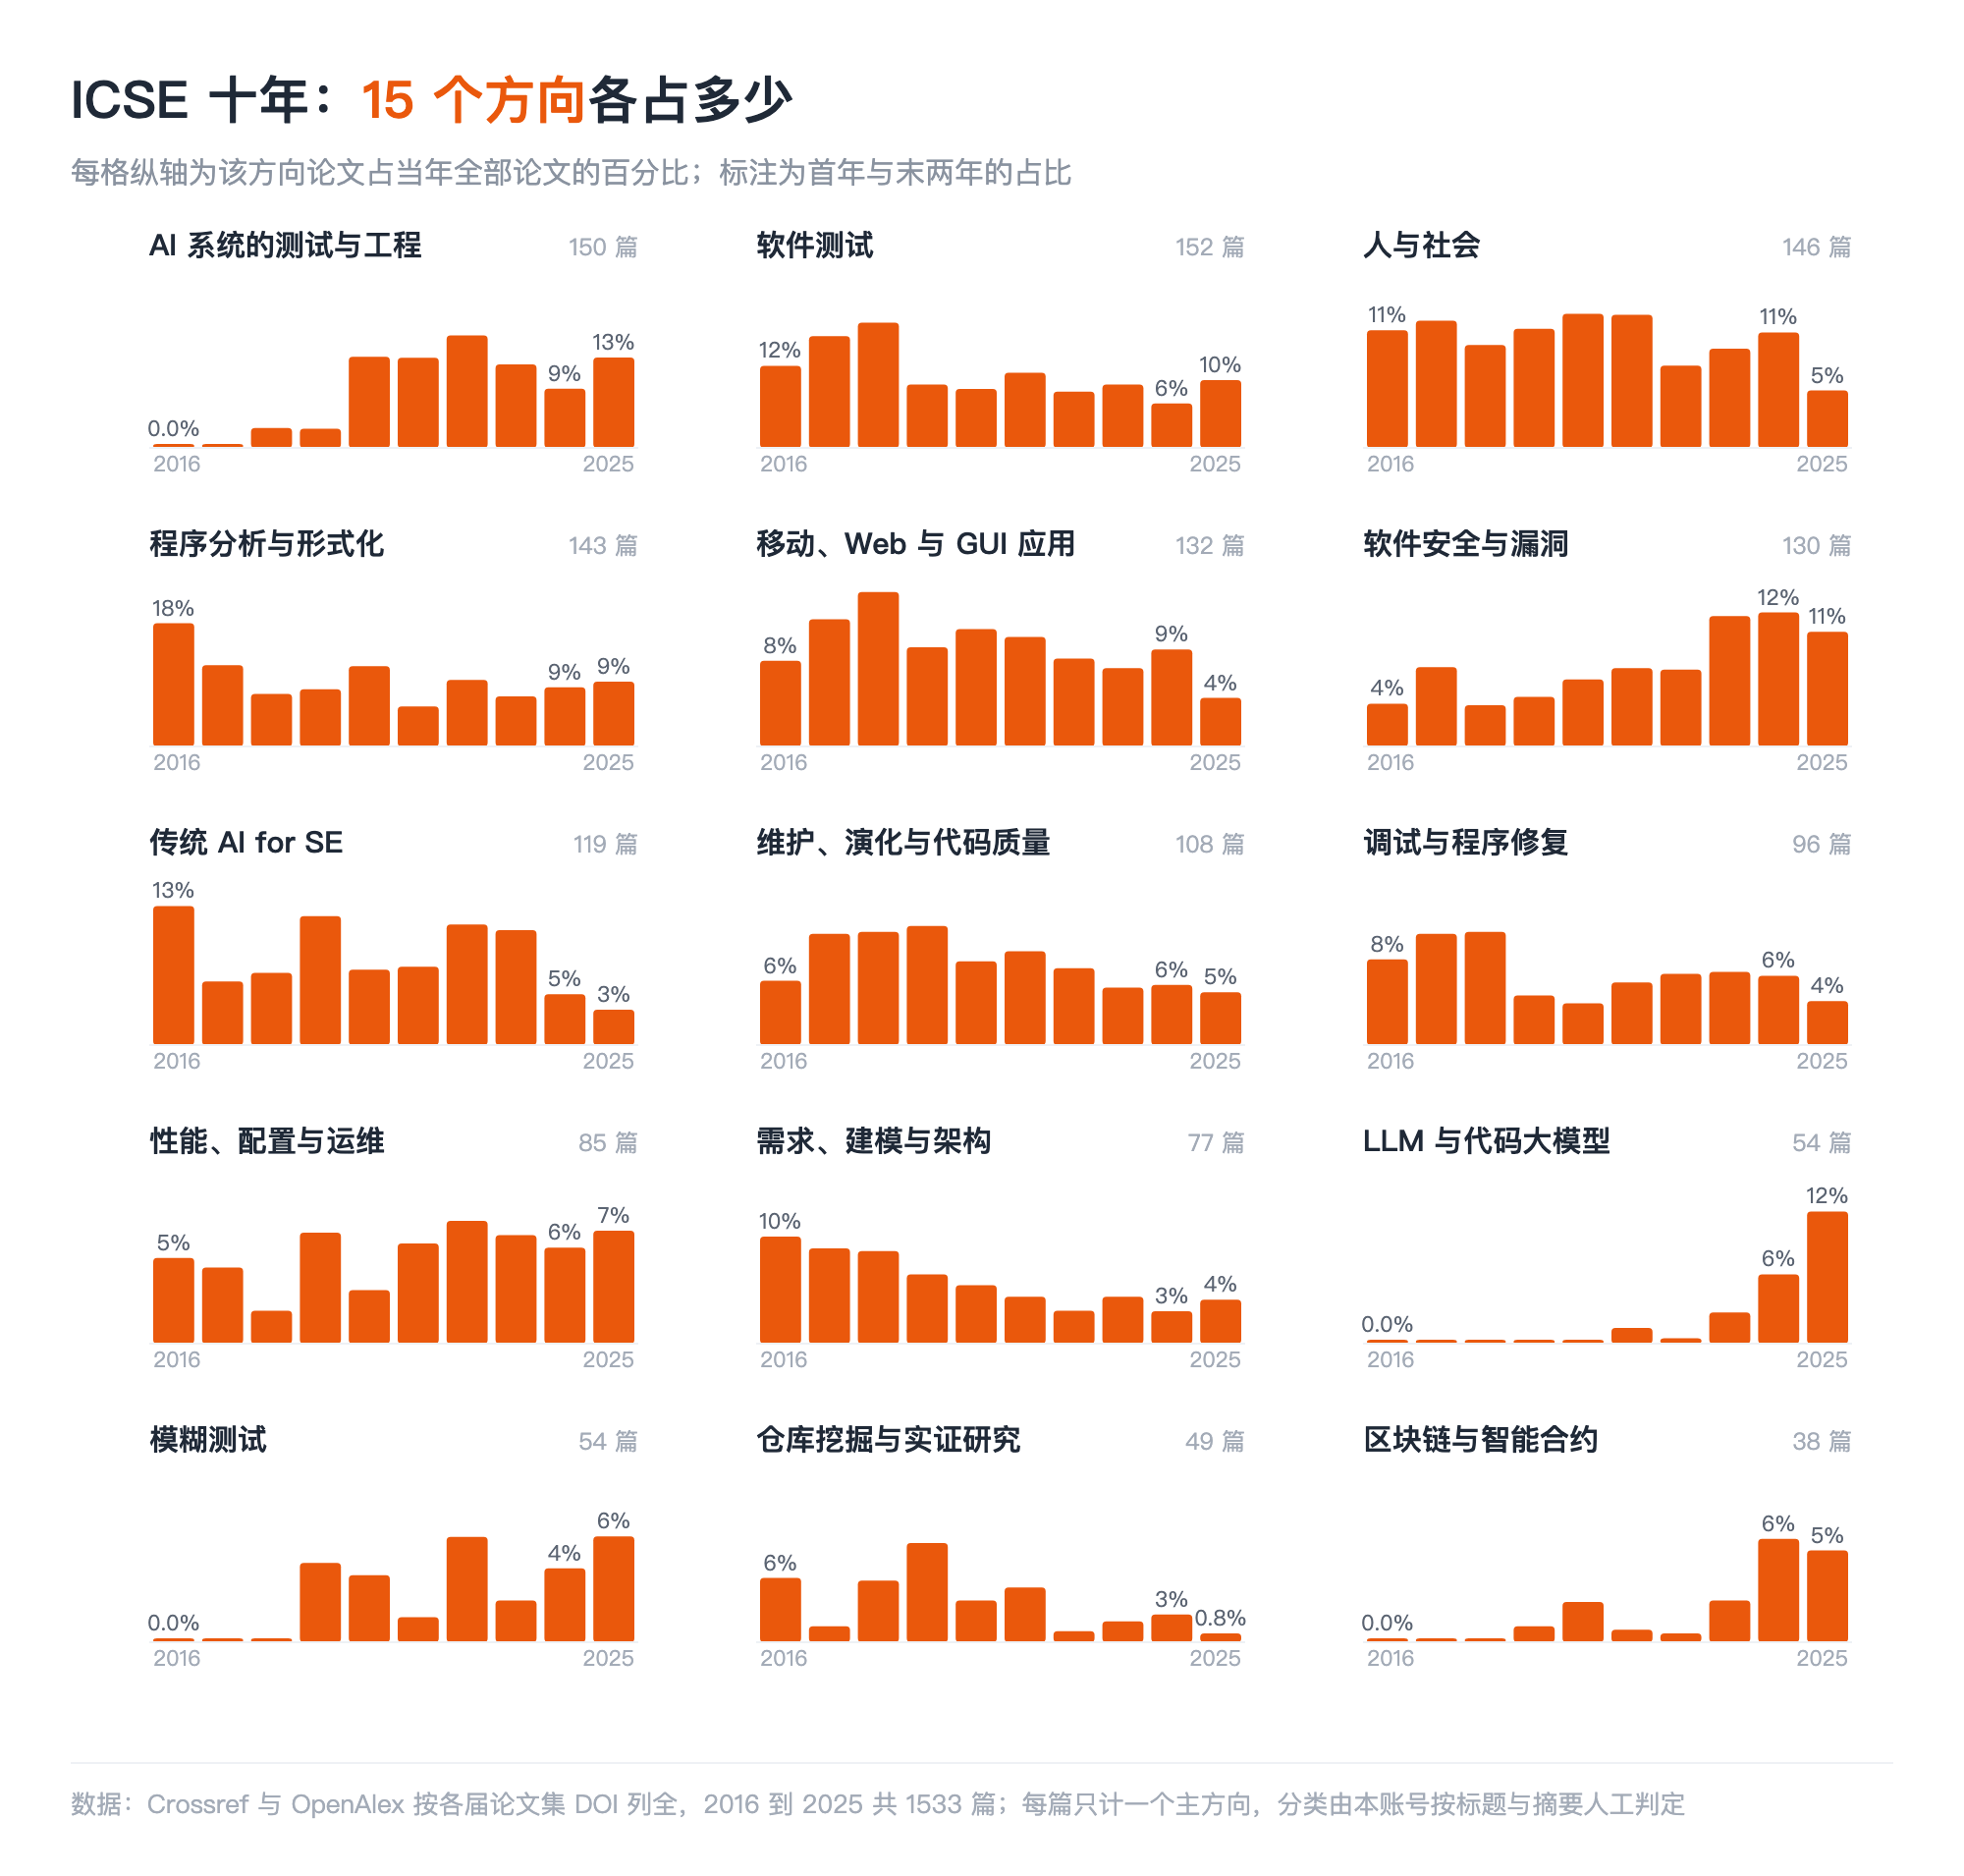 ICSE 十年：15 个方向各占多少
每格纵轴为该方向论文占当年全部论文的百分比；标注为首年与末两年的占比
AI 系统的测试与工程 150 篇
0.0% 9% 13%
2016 2025
软件测试 152 篇
12% 6% 10%
2016 2025
人与社会 146 篇
11% 11% 5%
2016 2025
程序分析与形式化 143 篇
18% 9% 9%
2016 2025
移动、Web 与 GUI 应用 132 篇
8% 9% 4%
2016 2025
软件安全与漏洞 130 篇
4% 12% 11%
2016 2025
传统 AI for SE 119 篇
13% 5% 3%
2016 2025
维护、演化与代码质量 108 篇
6% 6% 5%
2016 2025
调试与程序修复 96 篇
8% 6% 4%
2016 2025
性能、配置与运维 85 篇
5% 6% 7%
2016 2025
需求、建模与架构 77 篇
10% 3% 4%
2016 2025
LLM 与代码大模型 54 篇
0.0% 6% 12%
2016 2025
模糊测试 54 篇
0.0% 4% 6%
2016 2025
仓库挖掘与实证研究 49 篇
6% 3% 0.8%
2016 2025
区块链与智能合约 38 篇
0.0% 6% 5%
2016 2025
数据：Crossref 与 OpenAlex 按各届论文集 DOI 列全，2016 到 2025 共 1533 篇；每篇只计一个主方向，分类由本账号按标题与摘要人工判定